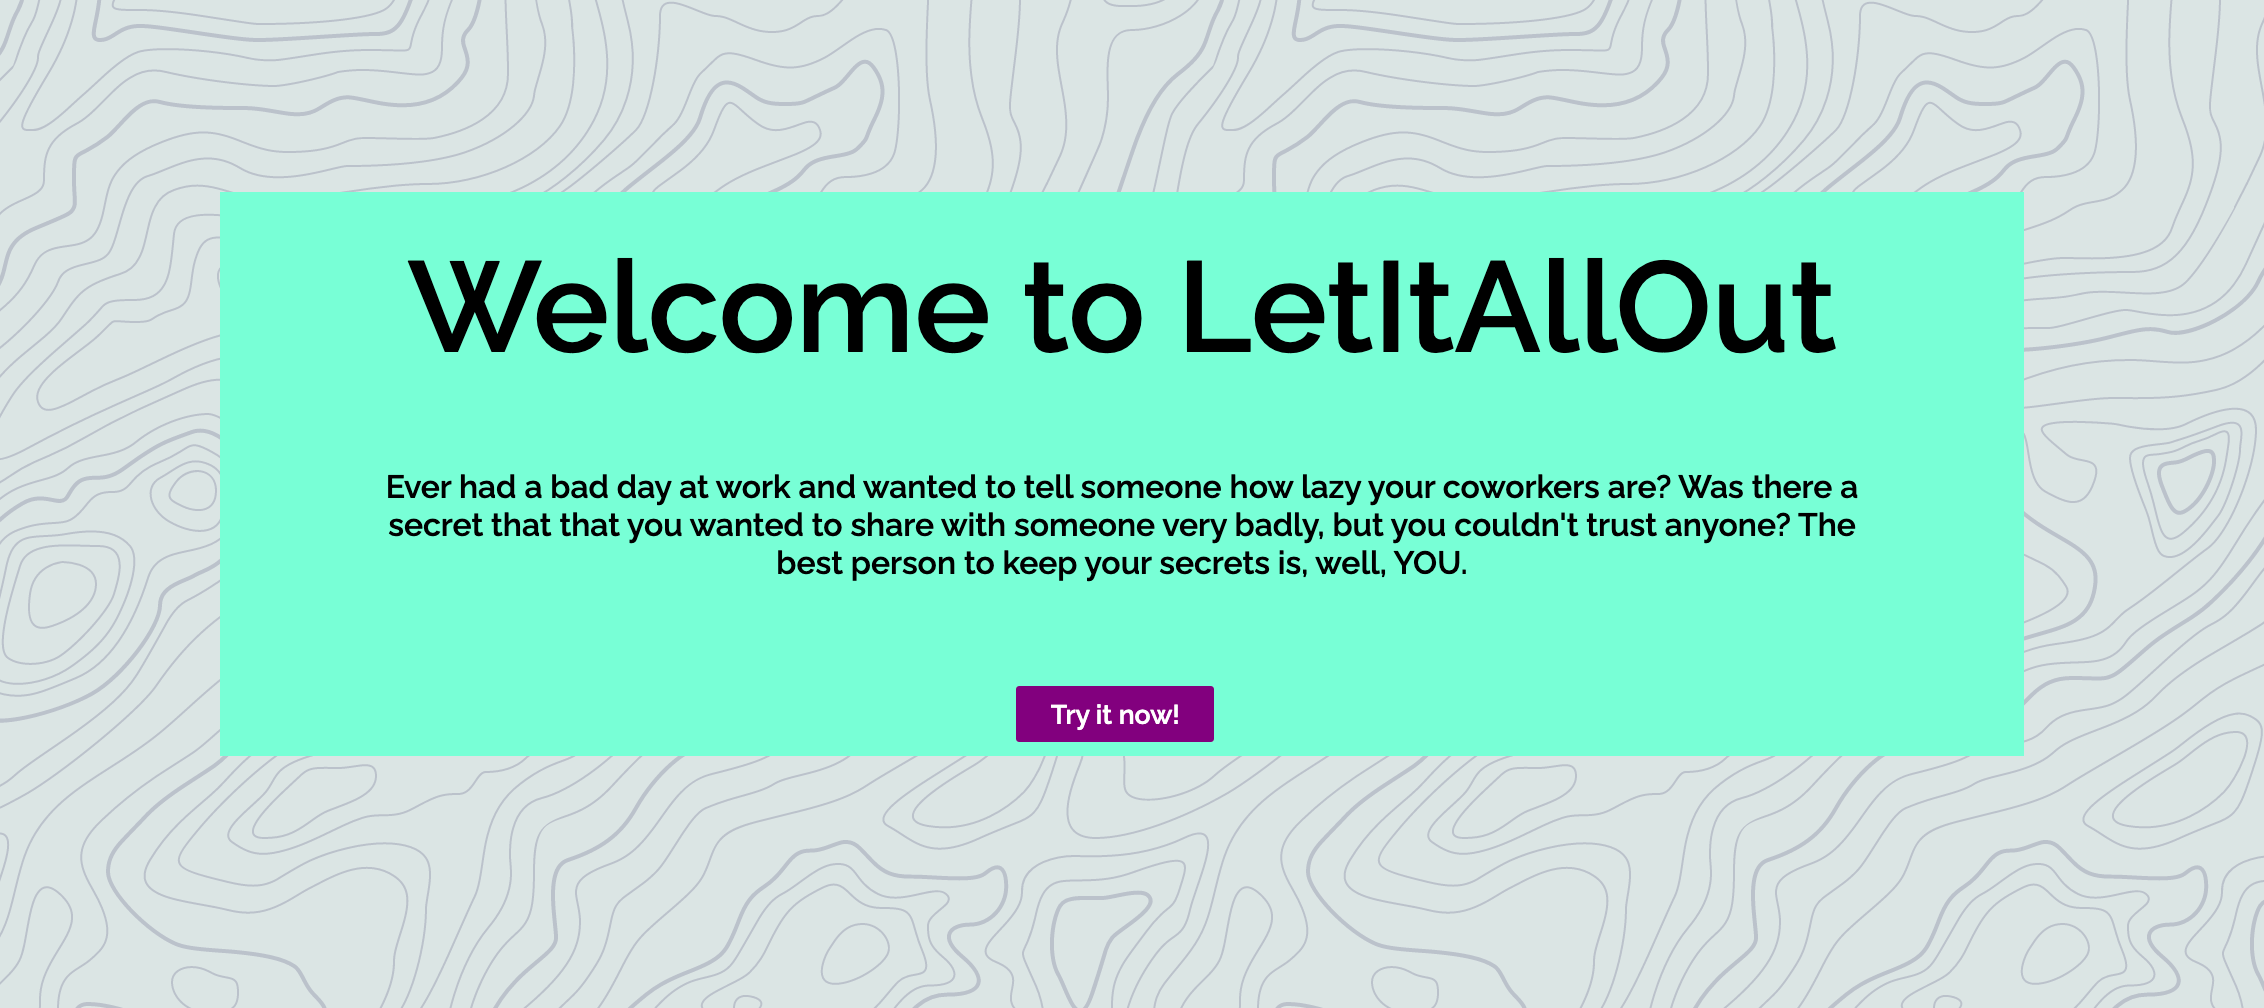 Welcome to LetItAllOut
Ever had a bad day at work and wanted to tell someone how lazy your coworkers are? Was there a
secret that that you wanted to share with someone very badly, but you couldn't trust anyone? The
best person to keep your secrets is, well, YOU.
Try it now!